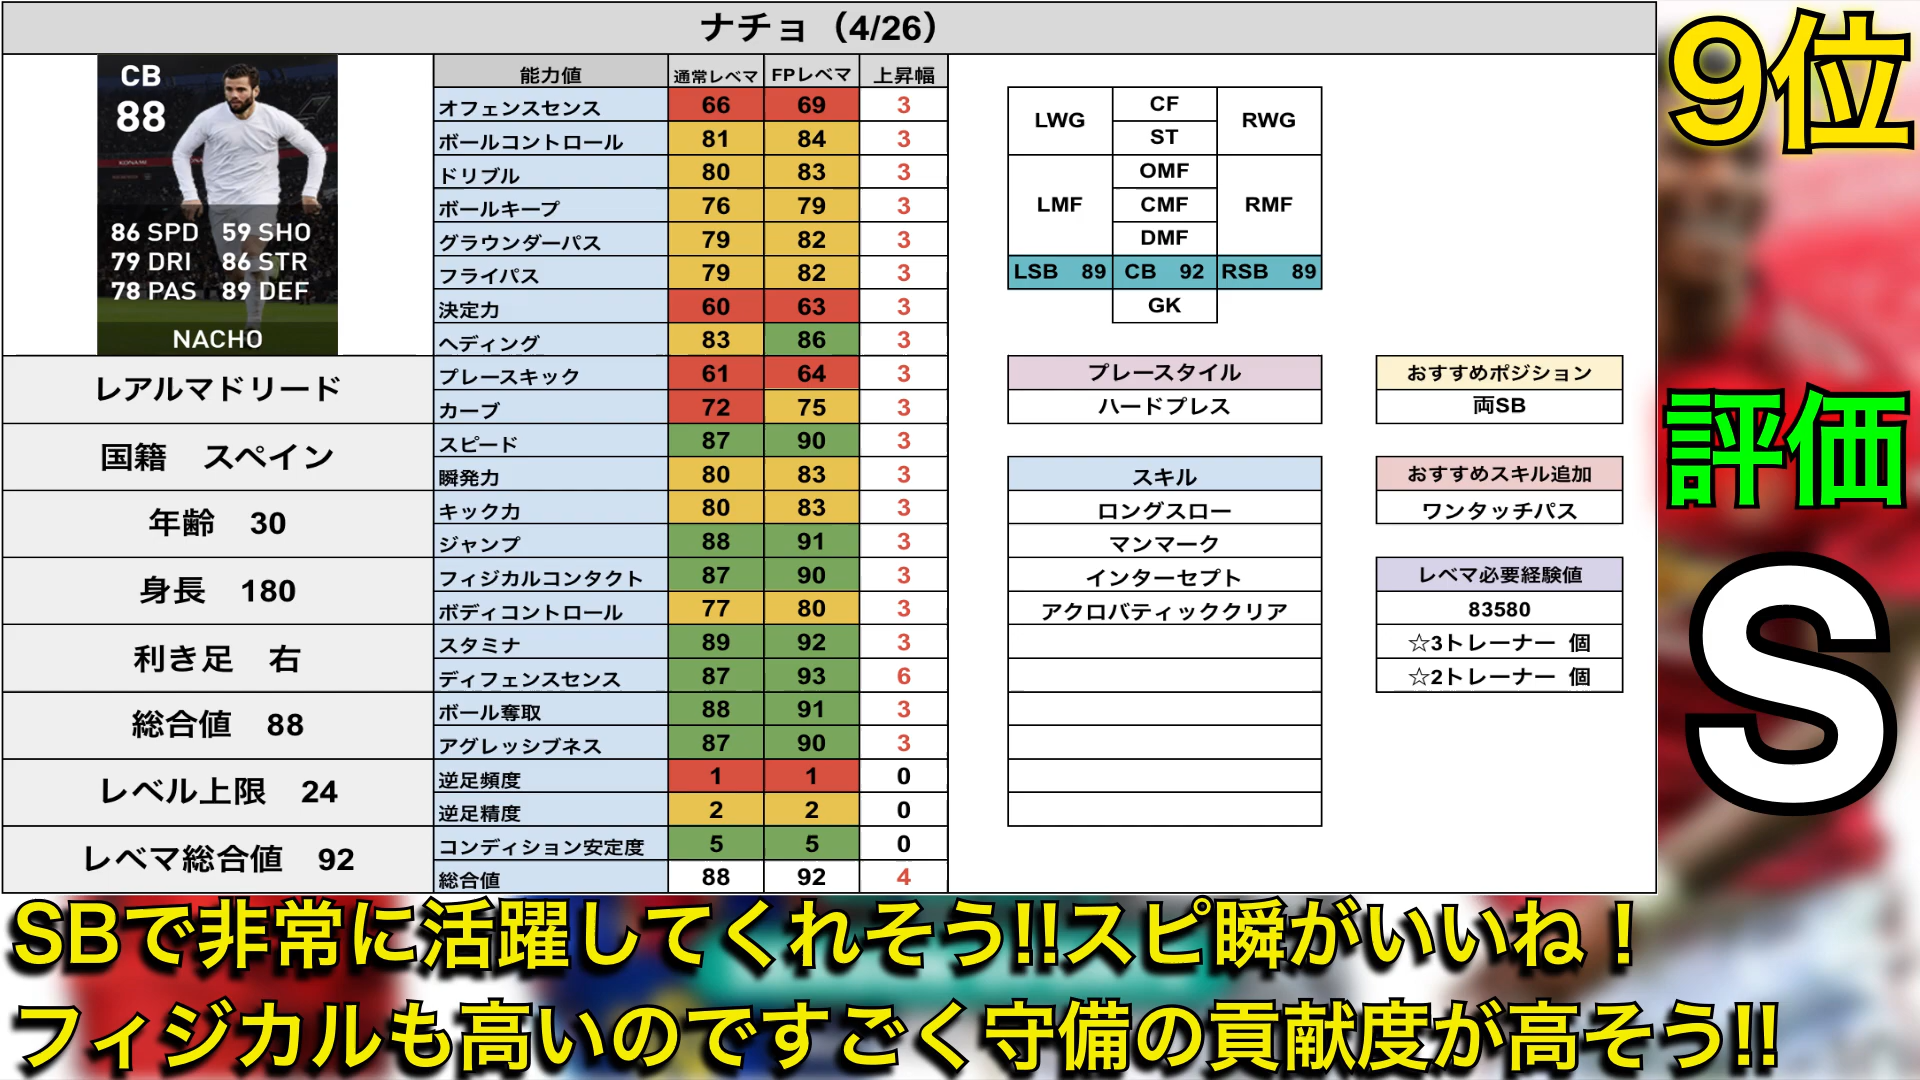 ナチョ（4/26）
9位
CB
88
86 SPD 59 SHO
79 DRI 86 STR
78 PAS 89 DEF
NACHO
レアルマドリード
国籍 スペイン
年齢 30
身長 180
利き足 右
総合値 88
レベル上限 24
レベマ総合値 92
能力値 通常レベマ FPレベマ 上昇幅
オフェンスセンス 66 69 3
ボールコントロール 81 84 3
ドリブル 80 83 3
ボールキープ 76 79 3
グラウンダーパス 79 82 3
フライパス 79 82 3
決定力 60 63 3
ヘディング 83 86 3
プレースキック 61 64 3
カーブ 72 75 3
スピード 87 90 3
瞬発力 80 83 3
キック力 80 83 3
ジャンプ 88 91 3
フィジカルコンタクト 87 90 3
ボディコントロール 77 80 3
スタミナ 89 92 3
ディフェンスセンス 87 93 6
ボール奪取 88 91 3
アグレッシブネス 87 90 3
逆足頻度 1 1 0
逆足精度 2 2 0
コンディション安定度 5 5 0
総合値 88 92 4
LWG CF RWG
ST
OMF
LMF CMF RMF
DMF
LSB 89 CB 92 RSB 89
GK
プレースタイル
ハードプレス
おすすめポジション
両SB
スキル
ロングスロー
マンマーク
インターセプト
アクロバティッククリア
おすすめスキル追加
ワンタッチパス
レベマ必要経験値
83580
☆3トレーナー 個
☆2トレーナー 個
評価
S
SBで非常に活躍してくれそう!!スピ瞬がいいね！
フィジカルも高いのですごく守備の貢献度が高そう!!